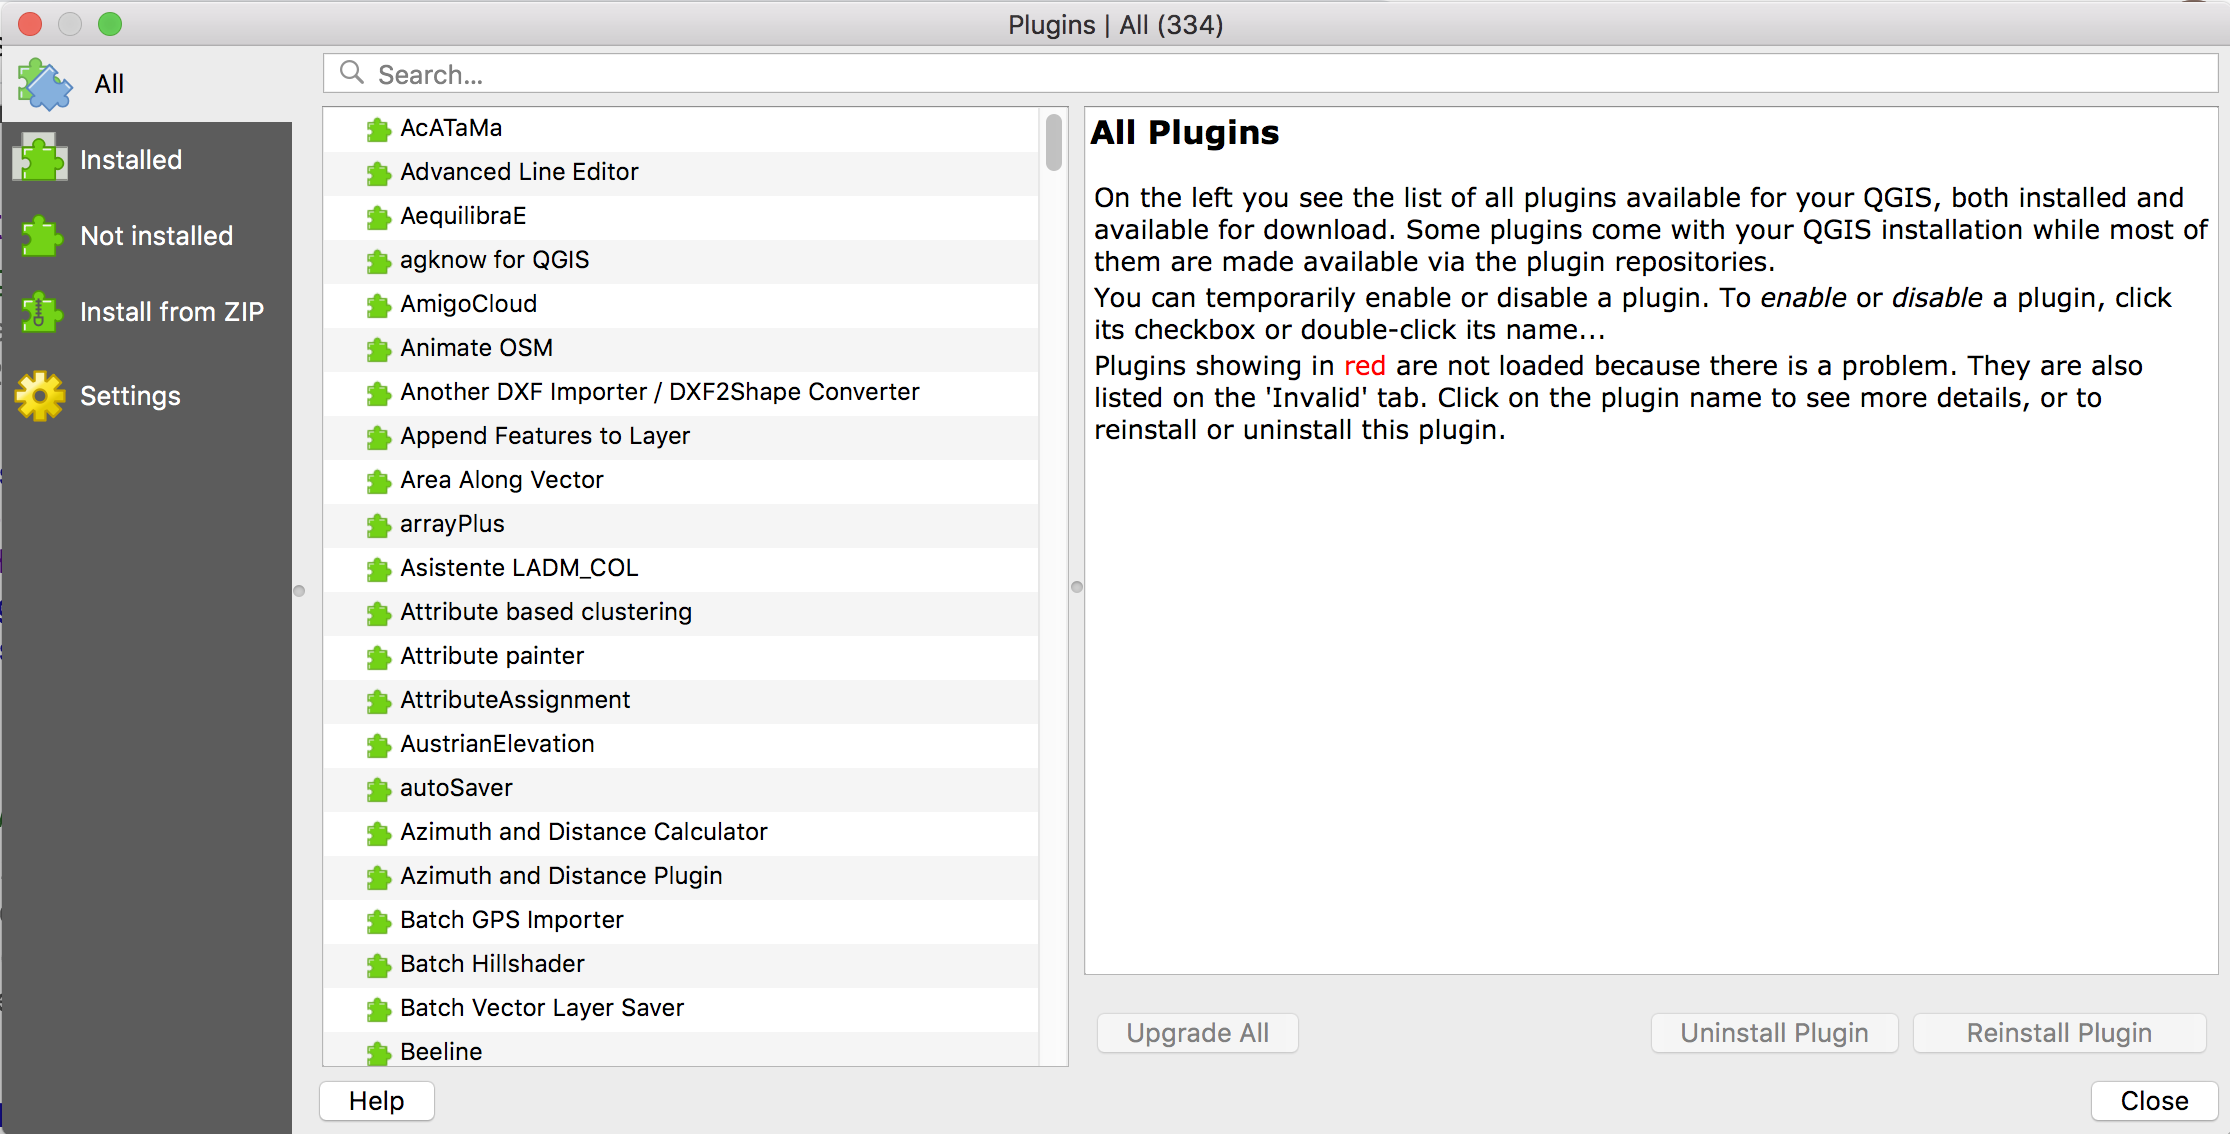 Plugins | All (334)
All
Installed
Not installed
Install from ZIP
Settings
Search...
AcATaMa
Advanced Line Editor
AequilibraE
agknow for QGIS
AmigoCloud
Animate OSM
Another DXF Importer / DXF2Shape Converter
Append Features to Layer
Area Along Vector
arrayPlus
Asistente LADM_COL
Attribute based clustering
Attribute painter
AttributeAssignment
AustrianElevation
autoSaver
Azimuth and Distance Calculator
Azimuth and Distance Plugin
Batch GPS Importer
Batch Hillshader
Batch Vector Layer Saver
Beeline
All Plugins
On the left you see the list of all plugins available for your QGIS, both installed and
available for download. Some plugins come with your QGIS installation while most of
them are made available via the plugin repositories.
You can temporarily enable or disable a plugin. To enable or disable a plugin, click
its checkbox or double-click its name...
Plugins showing in red are not loaded because there is a problem. They are also
listed on the 'Invalid' tab. Click on the plugin name to see more details, or to
reinstall or uninstall this plugin.
Upgrade All
Uninstall Plugin
Reinstall Plugin
Help
Close